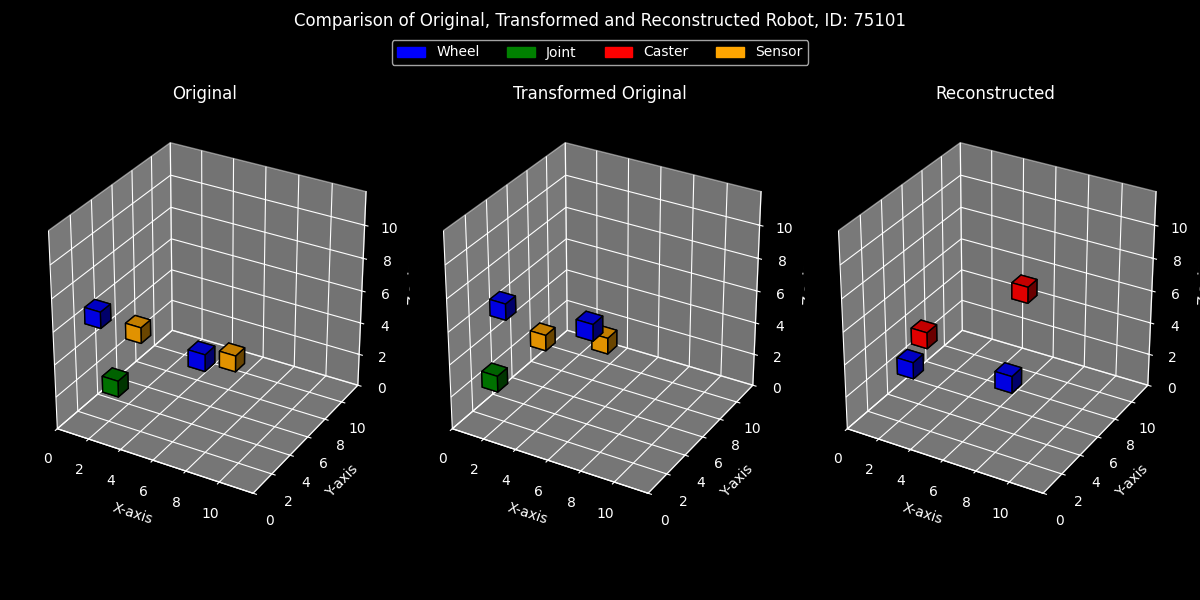 Comparison of Original, Transformed and Reconstructed Robot, ID: 75101
Wheel Joint Caster Sensor
Original Transformed Original Reconstructed
10 10 10
8 8 8
6 6 6
4 4 4
2 2 2
0 0 0
0 2 4 6 8 10 0 2 4 6 8 10 0 2 4 6 8 10
0 2 4 6 8 10 0 2 4 6 8 10 0 2 4 6 8 10
X-axis Y-axis X-axis Y-axis X-axis Y-axis